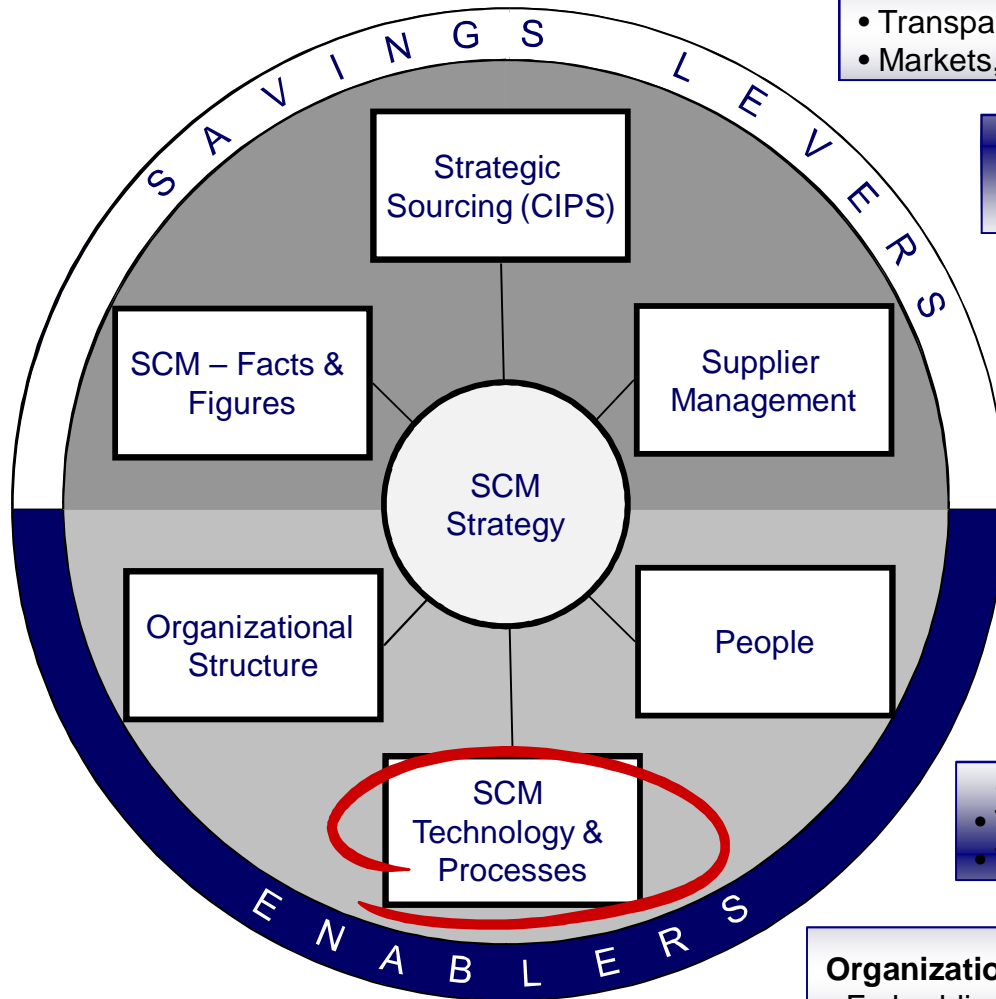 • Transpa
• Markets,
SAVINGS LEVERS
Strategic
Sourcing (CIPS)
SCM – Facts &
Figures
Supplier
Management
SCM
Strategy
Organizational
Structure
People
SCM
Technology &
Processes
ENABLERS
Organizatio